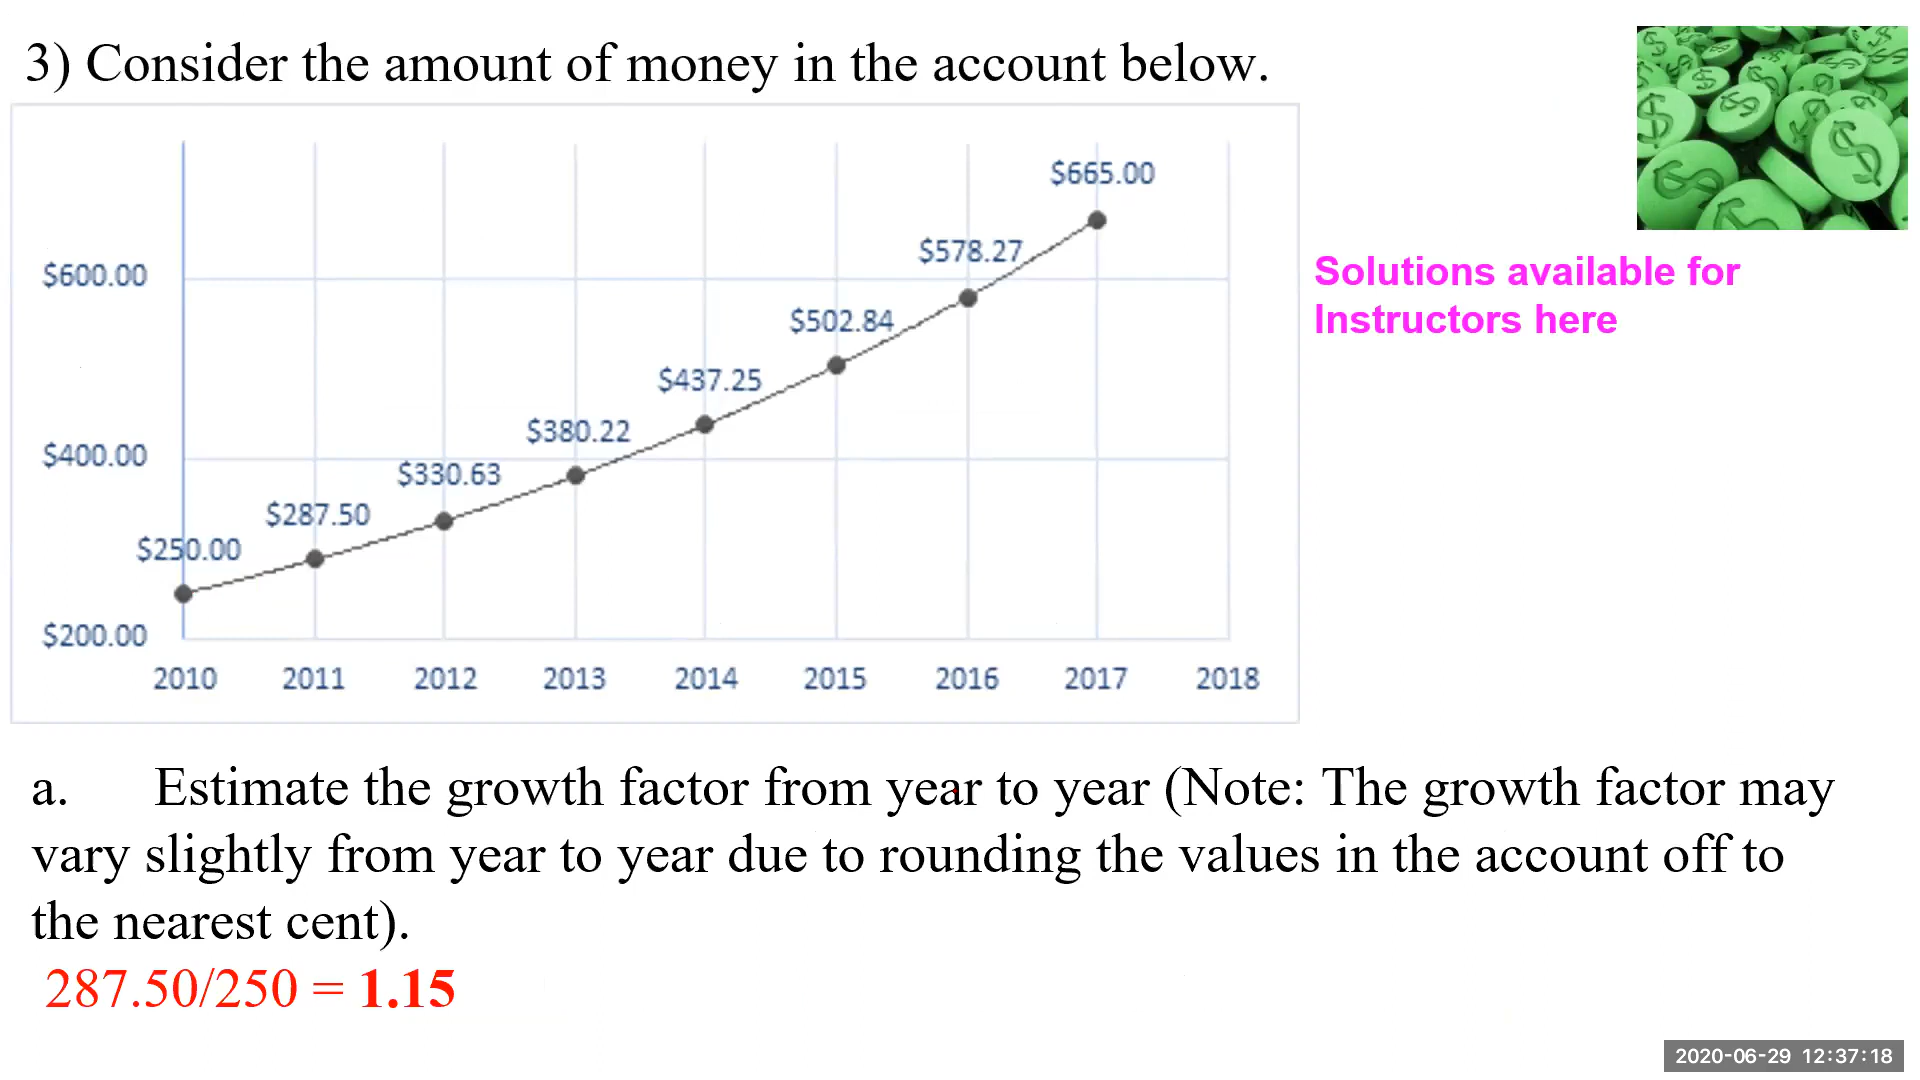 3) Consider the amount of money in the account below.
$665.00
$578.27
$600.00
$502.84
$437.25
$380.22
$400.00
$330.63
$287.50
$250.00
$200.00
2010 2011 2012 2013 2014 2015 2016 2017 2018
Solutions available for
Instructors here
a. Estimate the growth factor from year to year (Note: The growth factor may
vary slightly from year to year due to rounding the values in the account off to
the nearest cent).
287.50/250 = 1.15
2020-06-29 12:37:18